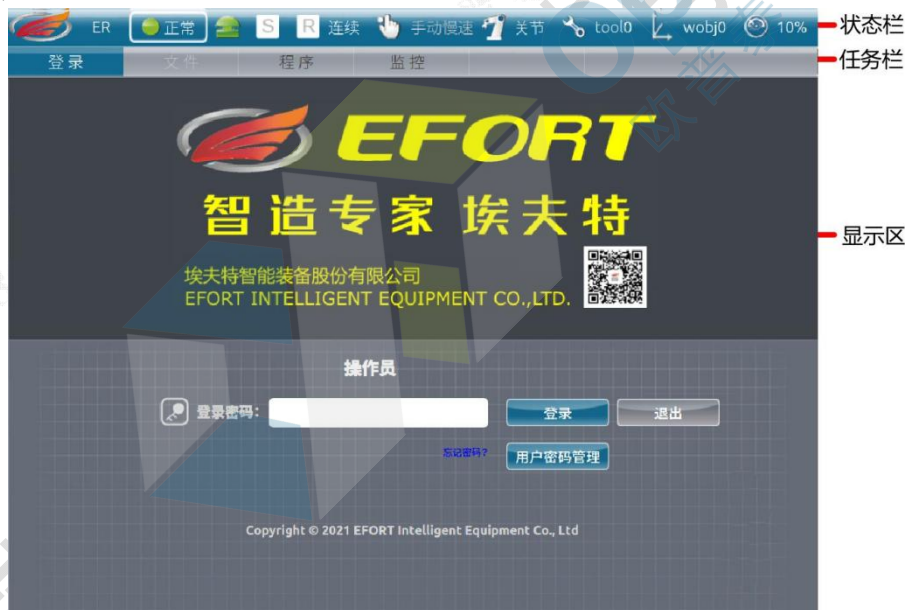 ER 正常 S R 连续 手动慢速 关节 tool0 wobj0 10% 状态栏
登录 文件 程序 监控 任务栏
EFORT
智造专家 埃夫特
显示区
埃夫特智能装备股份有限公司
EFORT INTELLIGENT EQUIPMENT CO.,LTD.
操作员
登录密码: 登录 退出
忘记密码? 用户密码管理
Copyright © 2021 EFORT Intelligent Equipment Co., Ltd